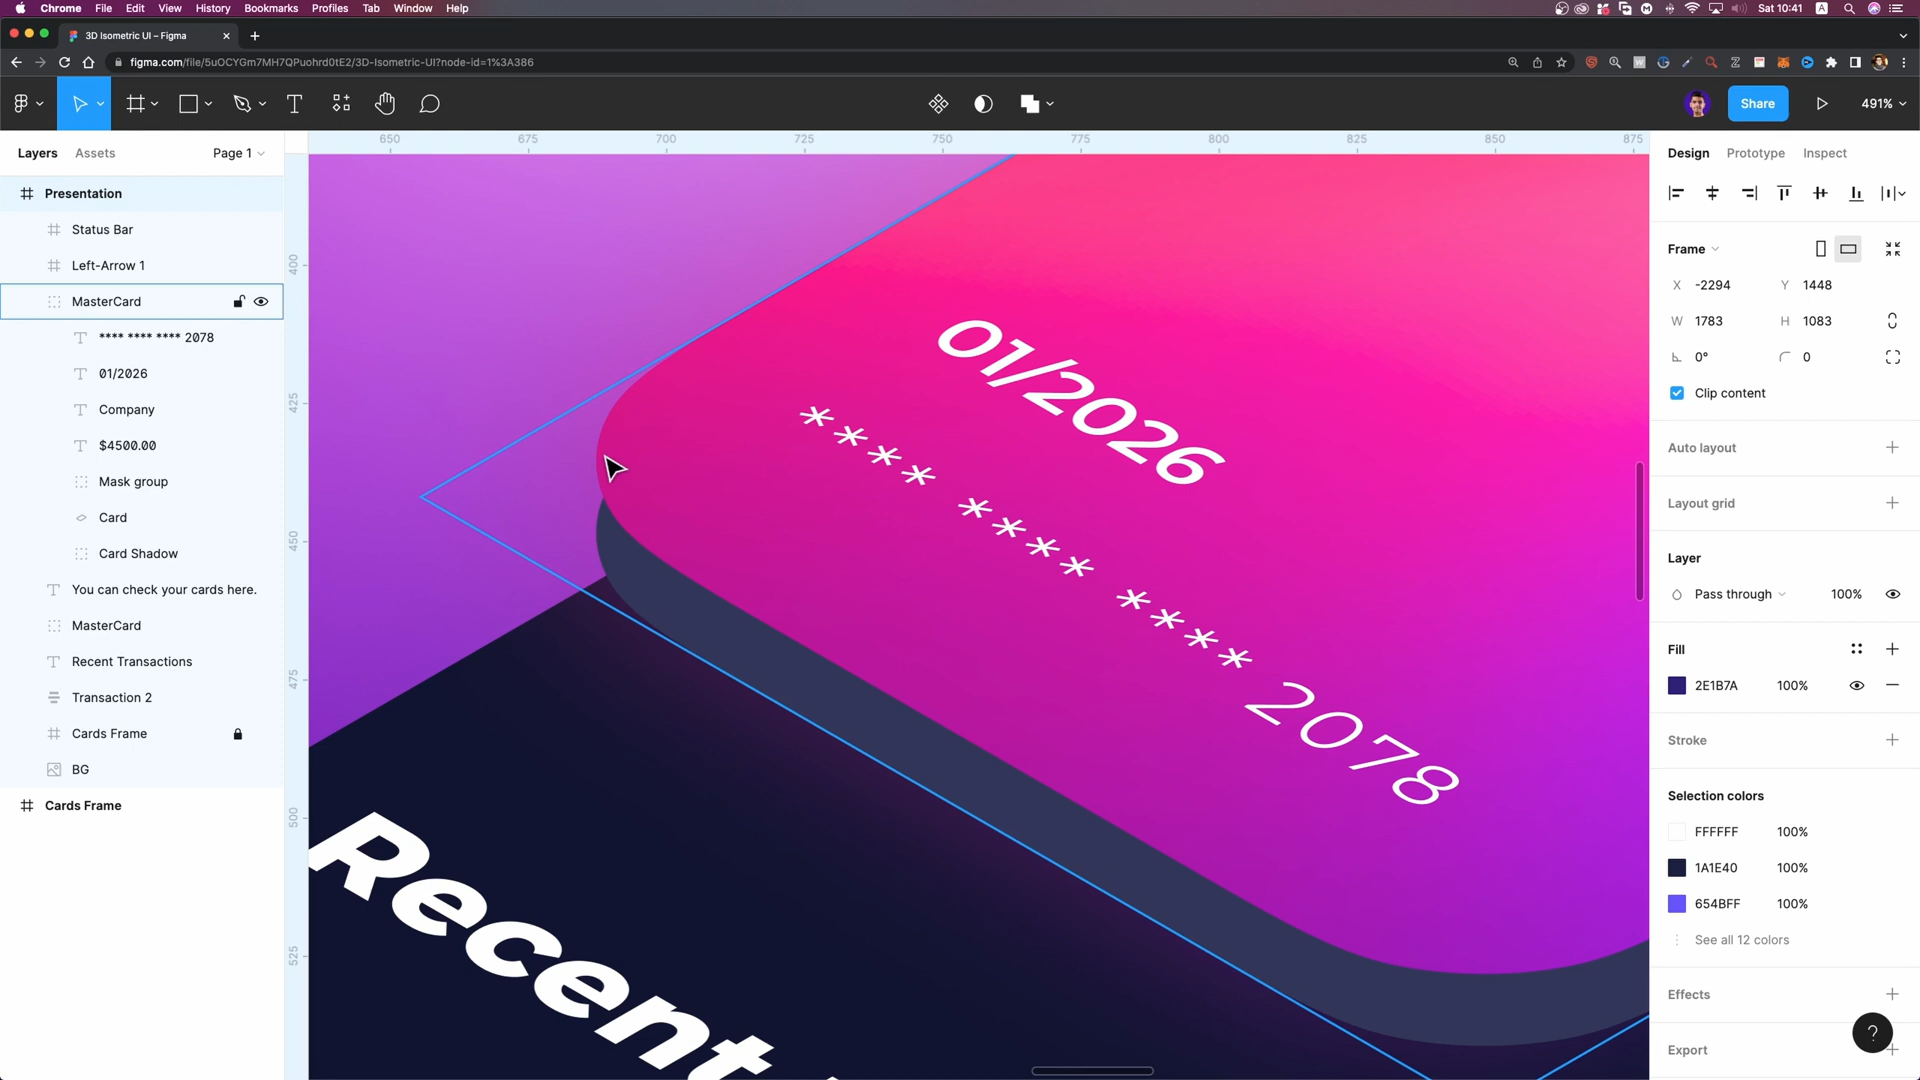 Chrome File Edit View History Bookmarks Profiles Tab Window Help
A Sat 10:41
3D Isometric UI – Figma
figma.com/file/5uOCYGm7MH7QPuohrd0tE2/3D-Isometric-UI?node-id=1%3A386
Share
491%
Layers Assets Page 1
Presentation
Status Bar
Left-Arrow 1
MasterCard
**** **** **** 2078
01/2026
Company
$4500.00
Mask group
Card
Card Shadow
You can check your cards here.
MasterCard
Recent Transactions
Transaction 2
Cards Frame
BG
Cards Frame
650 675 700 725 750 775 800 825 850 875
400
425
450
475
500
525
01/2026
**** **** **** 2078
Recent
Design Prototype Inspect
Frame
X -2294 Y 1448
W 1783 H 1083
0° 0
Clip content
Auto layout
Layout grid
Layer
Pass through 100%
Fill
2E1B7A 100%
Stroke
Selection colors
FFFFFF 100%
1A1E40 100%
654BFF 100%
See all 12 colors
Effects
Export
?